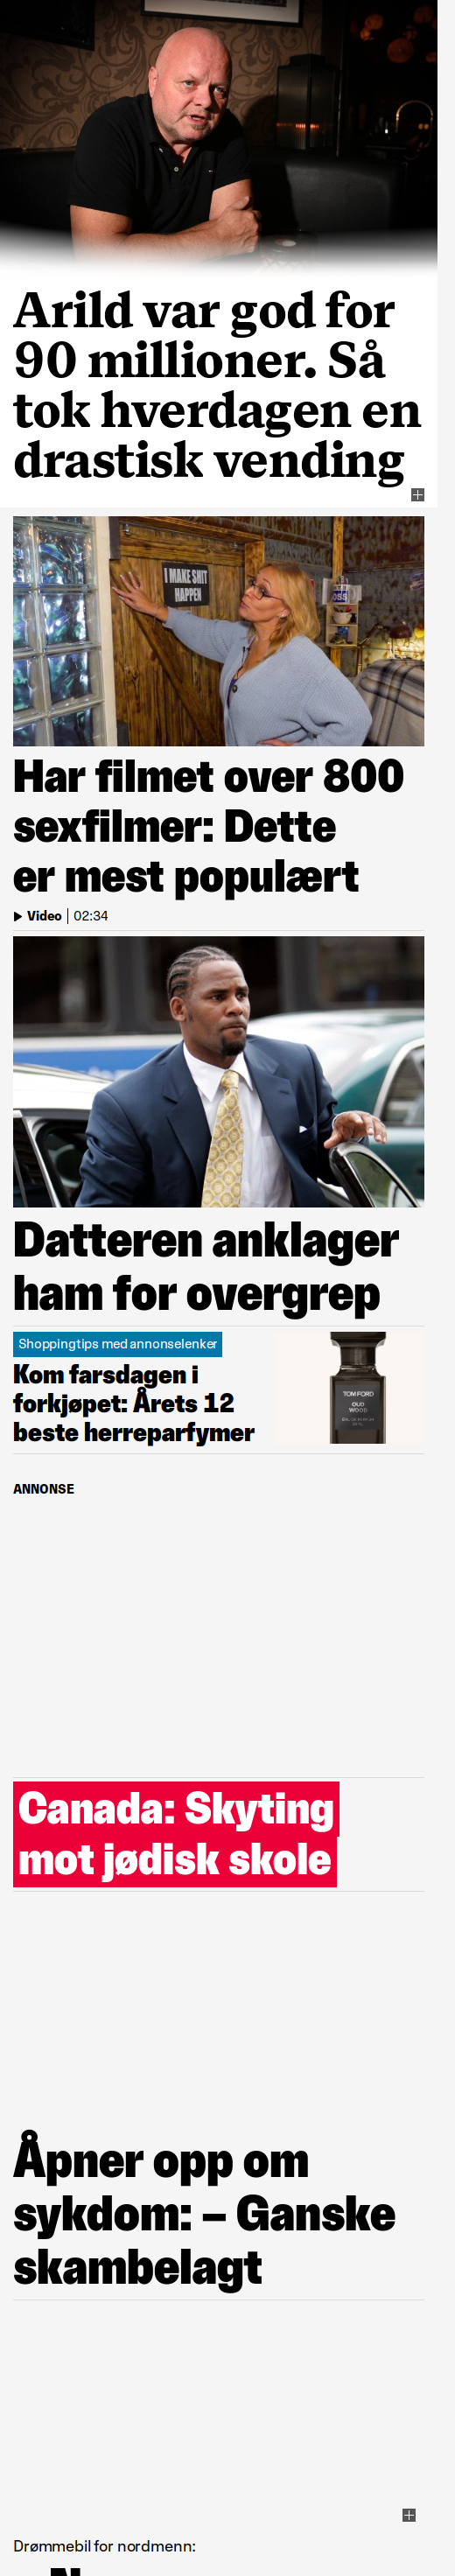 Arild var god for
90 millioner. Så
tok hverdagen en
drastisk vending
I MAKE SHIT
HAPPEN
Har filmet over 800
sexfilmer: Dette
er mest populært
Video | 02:34
Datteren anklager
ham for overgrep
Shoppingtips med annonselenker
Kom farsdagen i
forkjøpet: Årets 12
beste herreparfymer
TOM FORD
OUD
WOOD
ANNONSE
Canada: Skyting
mot jødisk skole
Åpner opp om
sykdom: – Ganske
skambelagt
Drømmebil for nordmenn: